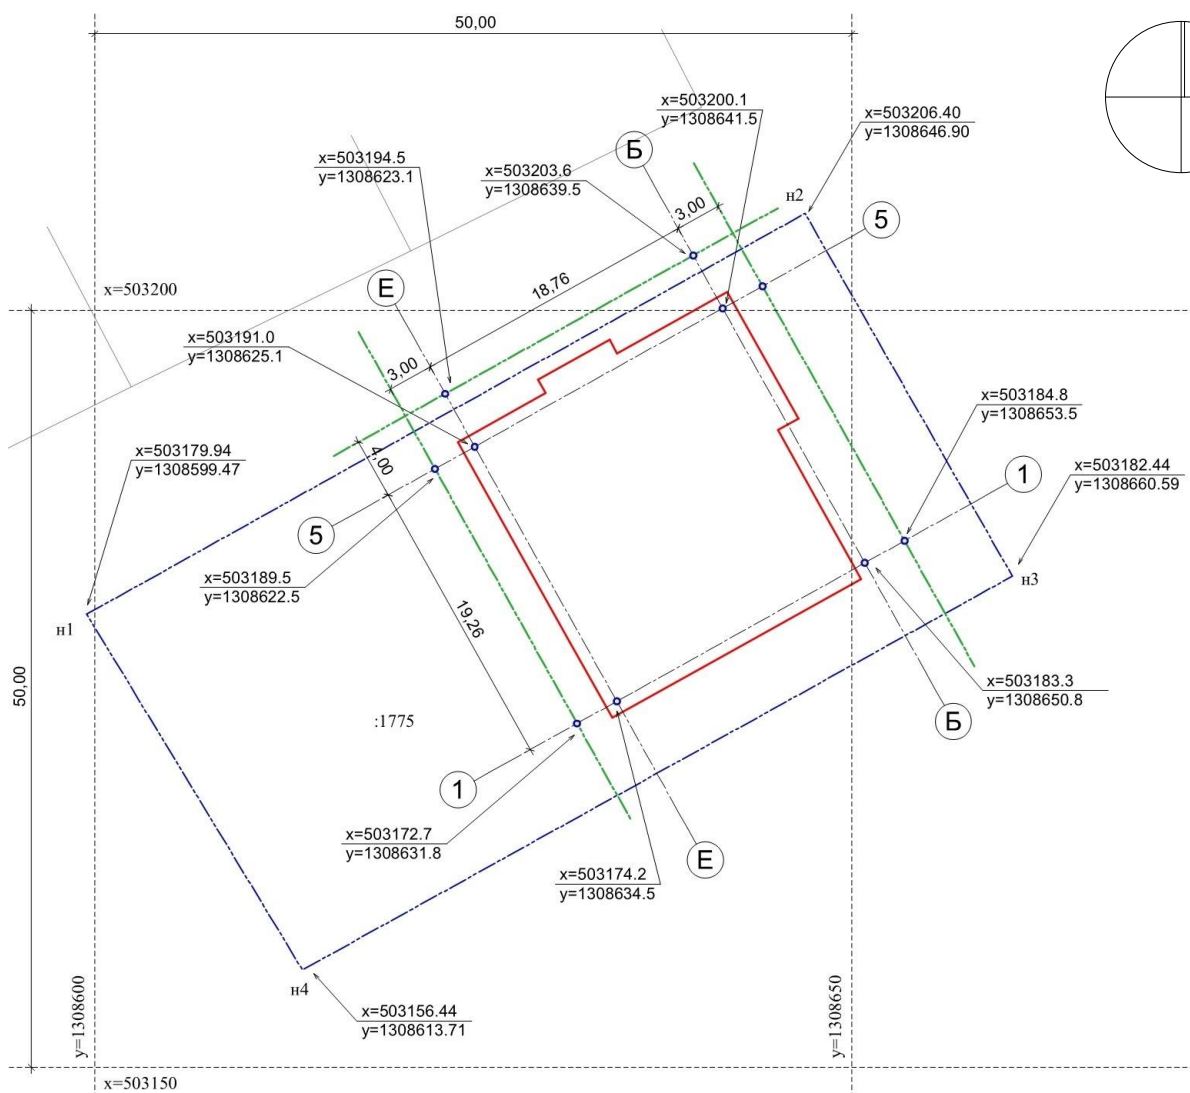 50,00
x=503200.1
y=1308641.5
x=503206.40
y=1308646.90
Б
x=503194.5
y=1308623.1
x=503203.6
y=1308639.5
н2
3,00
5
18,76
E
x=503200
x=503191.0
y=1308625.1
3,00
x=503184.8
y=1308653.5
x=503179.94
y=1308599.47
4,00
x=503182.44
y=1308660.59
1
5
x=503189.5
y=1308622.5
н3
н1
19,26
50,00
x=503183.3
y=1308650.8
:1775
Б
1
x=503172.7
y=1308631.8
E
x=503174.2
y=1308634.5
н4
x=503156.44
y=1308613.71
y=1308600
y=1308650
x=503150